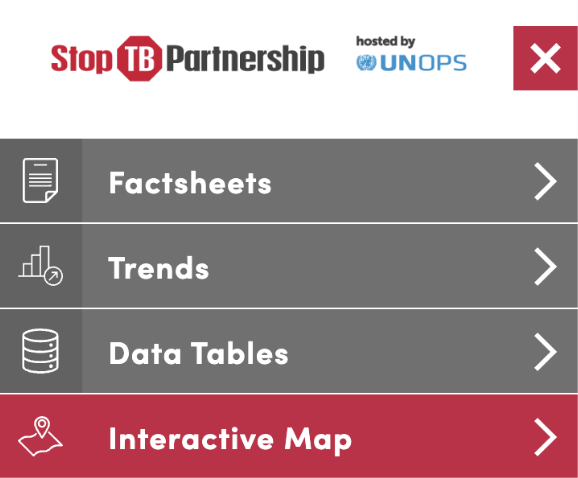 Stop TB Partnership
hosted by
UNOPS
Factsheets
Trends
Data Tables
Interactive Map